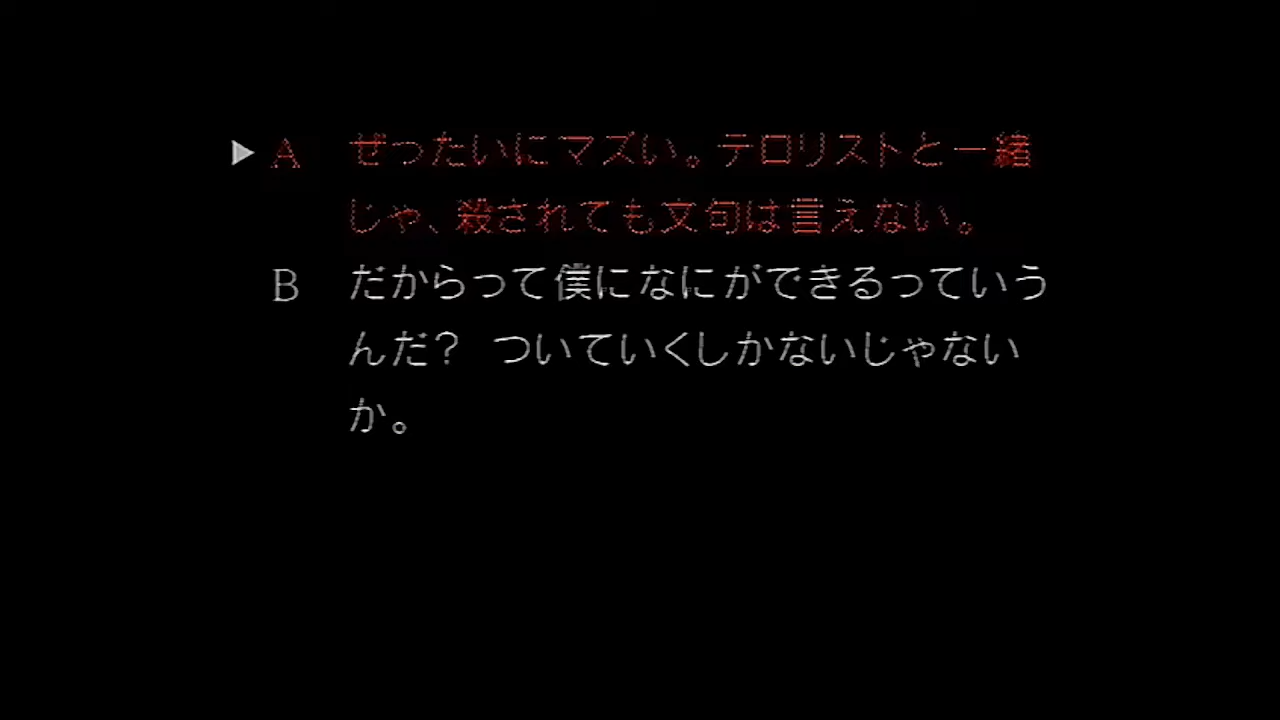 ▶ A ぜったいにマズい。テロリストと一緒
じゃ、殺されても文句は言えない。
B だからって僕になにができるっていう
んだ？ ついていくしかないじゃない
か。